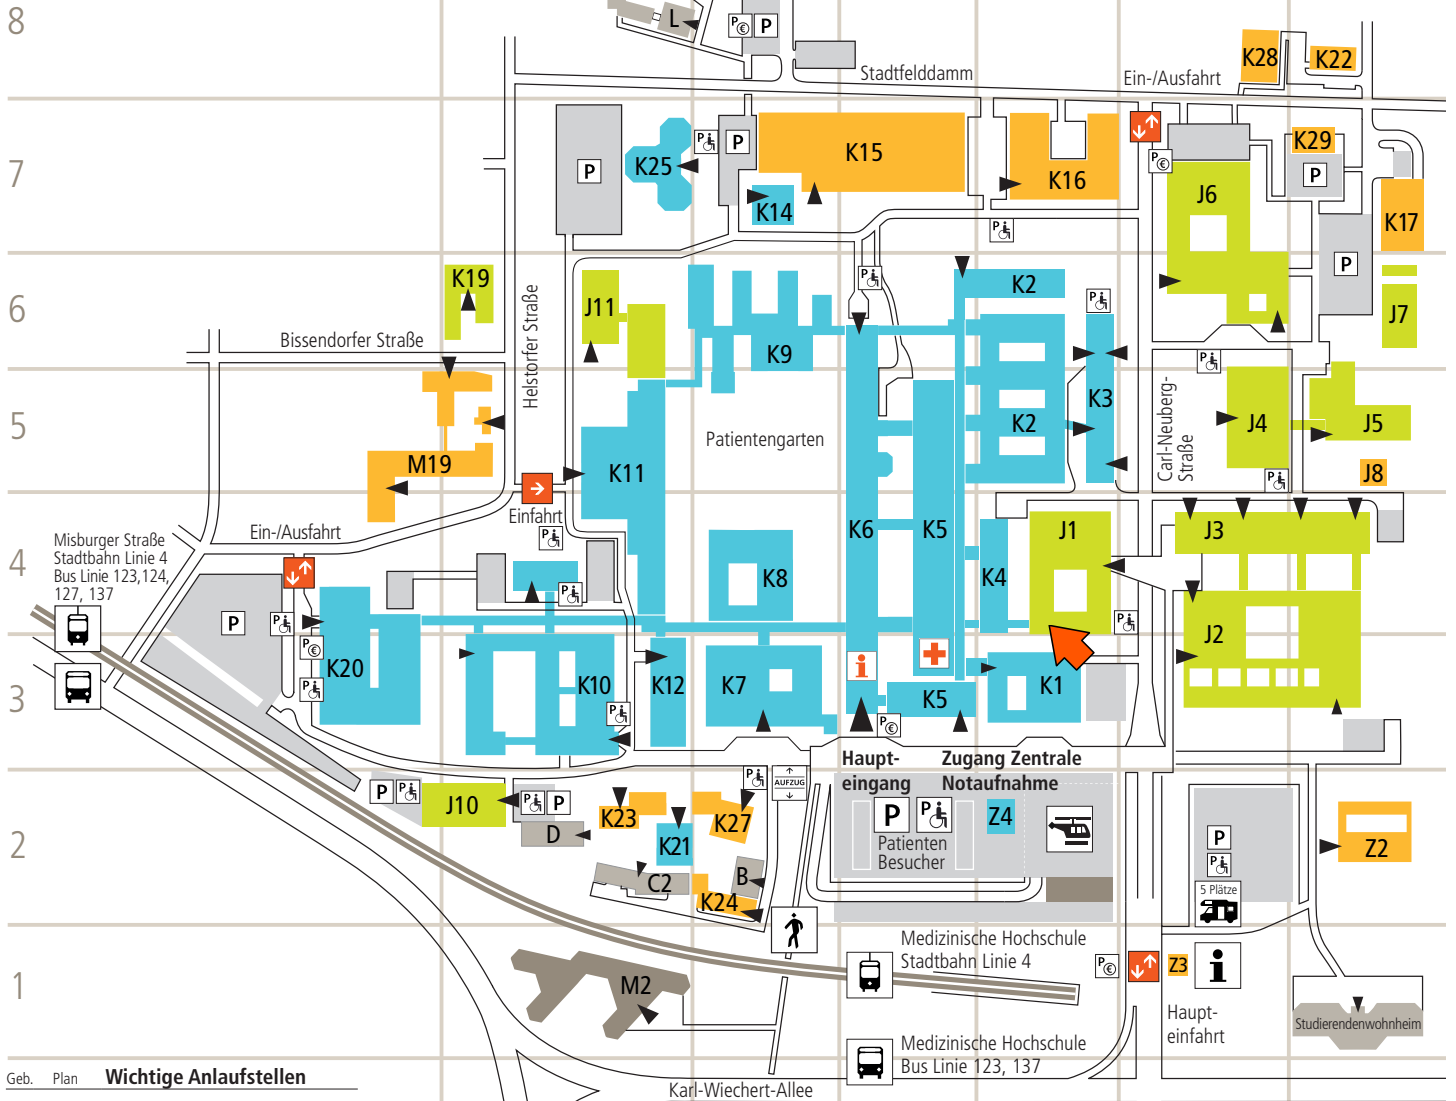 8
L
P
€
P
Stadtfelddamm
Ein-/Ausfahrt
K28
K22
7
P
K25
P
P
K15
K14
K16
P
P
€
J6
K29
P
K17
P
6
K19
Helstorfer Straße
J11
K9
P
K2
P
J7
Bissendorfer Straße
5
M19
K11
Patientengarten
K2
K3
Carl-Neuberg-
Straße
P
J4
P
J5
J8
Einfahrt
P
4
Misburger Straße
Stadtbahn Linie 4
Bus Linie 123,124,
127, 137
Ein-/Ausfahrt
P
P
P
K8
K6
K5
K4
J1
P
J3
J2
3
P
€
P
K20
K10
P
K12
K7
i
K5
K1
P
€
Haupt-
eingang
Zugang Zentrale
Notaufnahme
2
P
P
J10
P
P
D
K23
K21
K27
P
AUFZUG
C2
B
K24
P
P
Patienten
Besucher
Z4
P
P
5 Plätze
Z2
1
M2
Medizinische Hochschule
Stadtbahn Linie 4
P
€
Z3
i
Haupt-
einfahrt
Studierendenwohnheim
Medizinische Hochschule
Bus Linie 123, 137
Karl-Wiechert-Allee
Geb. Plan Wichtige Anlaufstellen